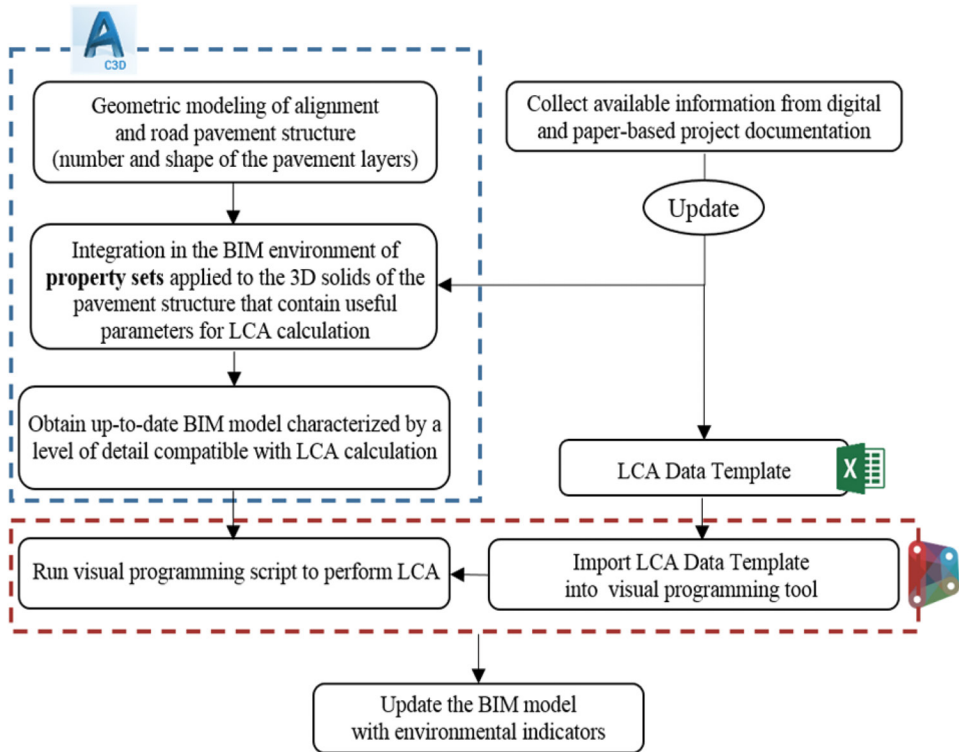 A
C3D
Geometric modeling of alignment
and road pavement structure
(number and shape of the pavement layers)
Collect available information from digital
and paper-based project documentation
Update
Integration in the BIM environment of
property sets applied to the 3D solids of the
pavement structure that contain useful
parameters for LCA calculation
Obtain up-to-date BIM model characterized by a
level of detail compatible with LCA calculation
LCA Data Template
X
Run visual programming script to perform LCA
Import LCA Data Template
into visual programming tool
Update the BIM model
with environmental indicators